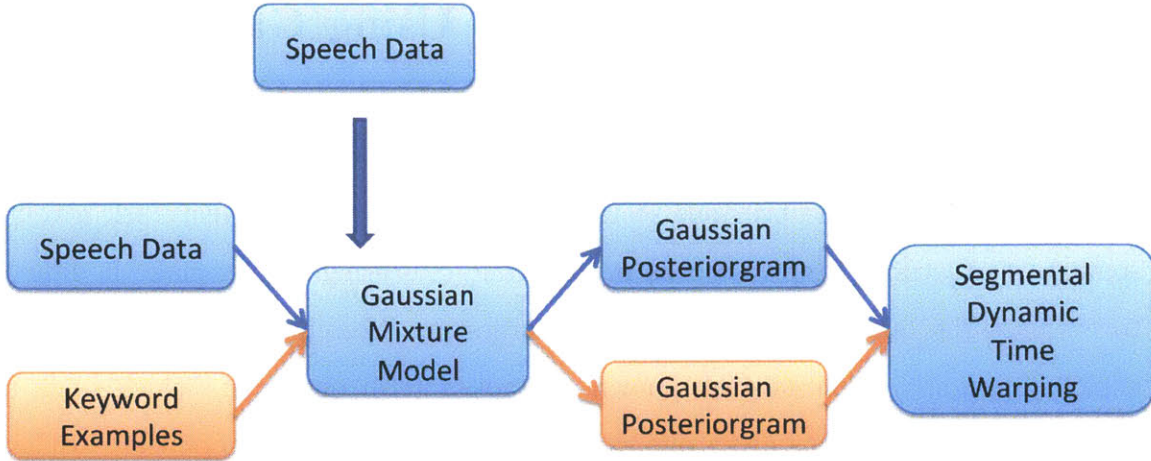 Speech Data
Speech Data
Keyword
Examples
Gaussian
Mixture
Model
Gaussian
Posteriorgram
Gaussian
Posteriorgram
Segmental
Dynamic
Time
Warping